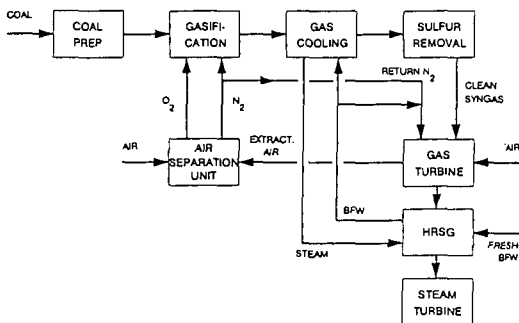 COAL
COAL
PREP
GASIFI-
CATION
GAS
COOLING
SULFUR
REMOVAL
RETURN N2
CLEAN
SYNGAS
O2
N2
AIR
AIR
SEPARATION
UNIT
EXTRACT.
AIR
GAS
TURBINE
AIR
BFW
HRSG
STEAM
FRESH
BFW
STEAM
TURBINE